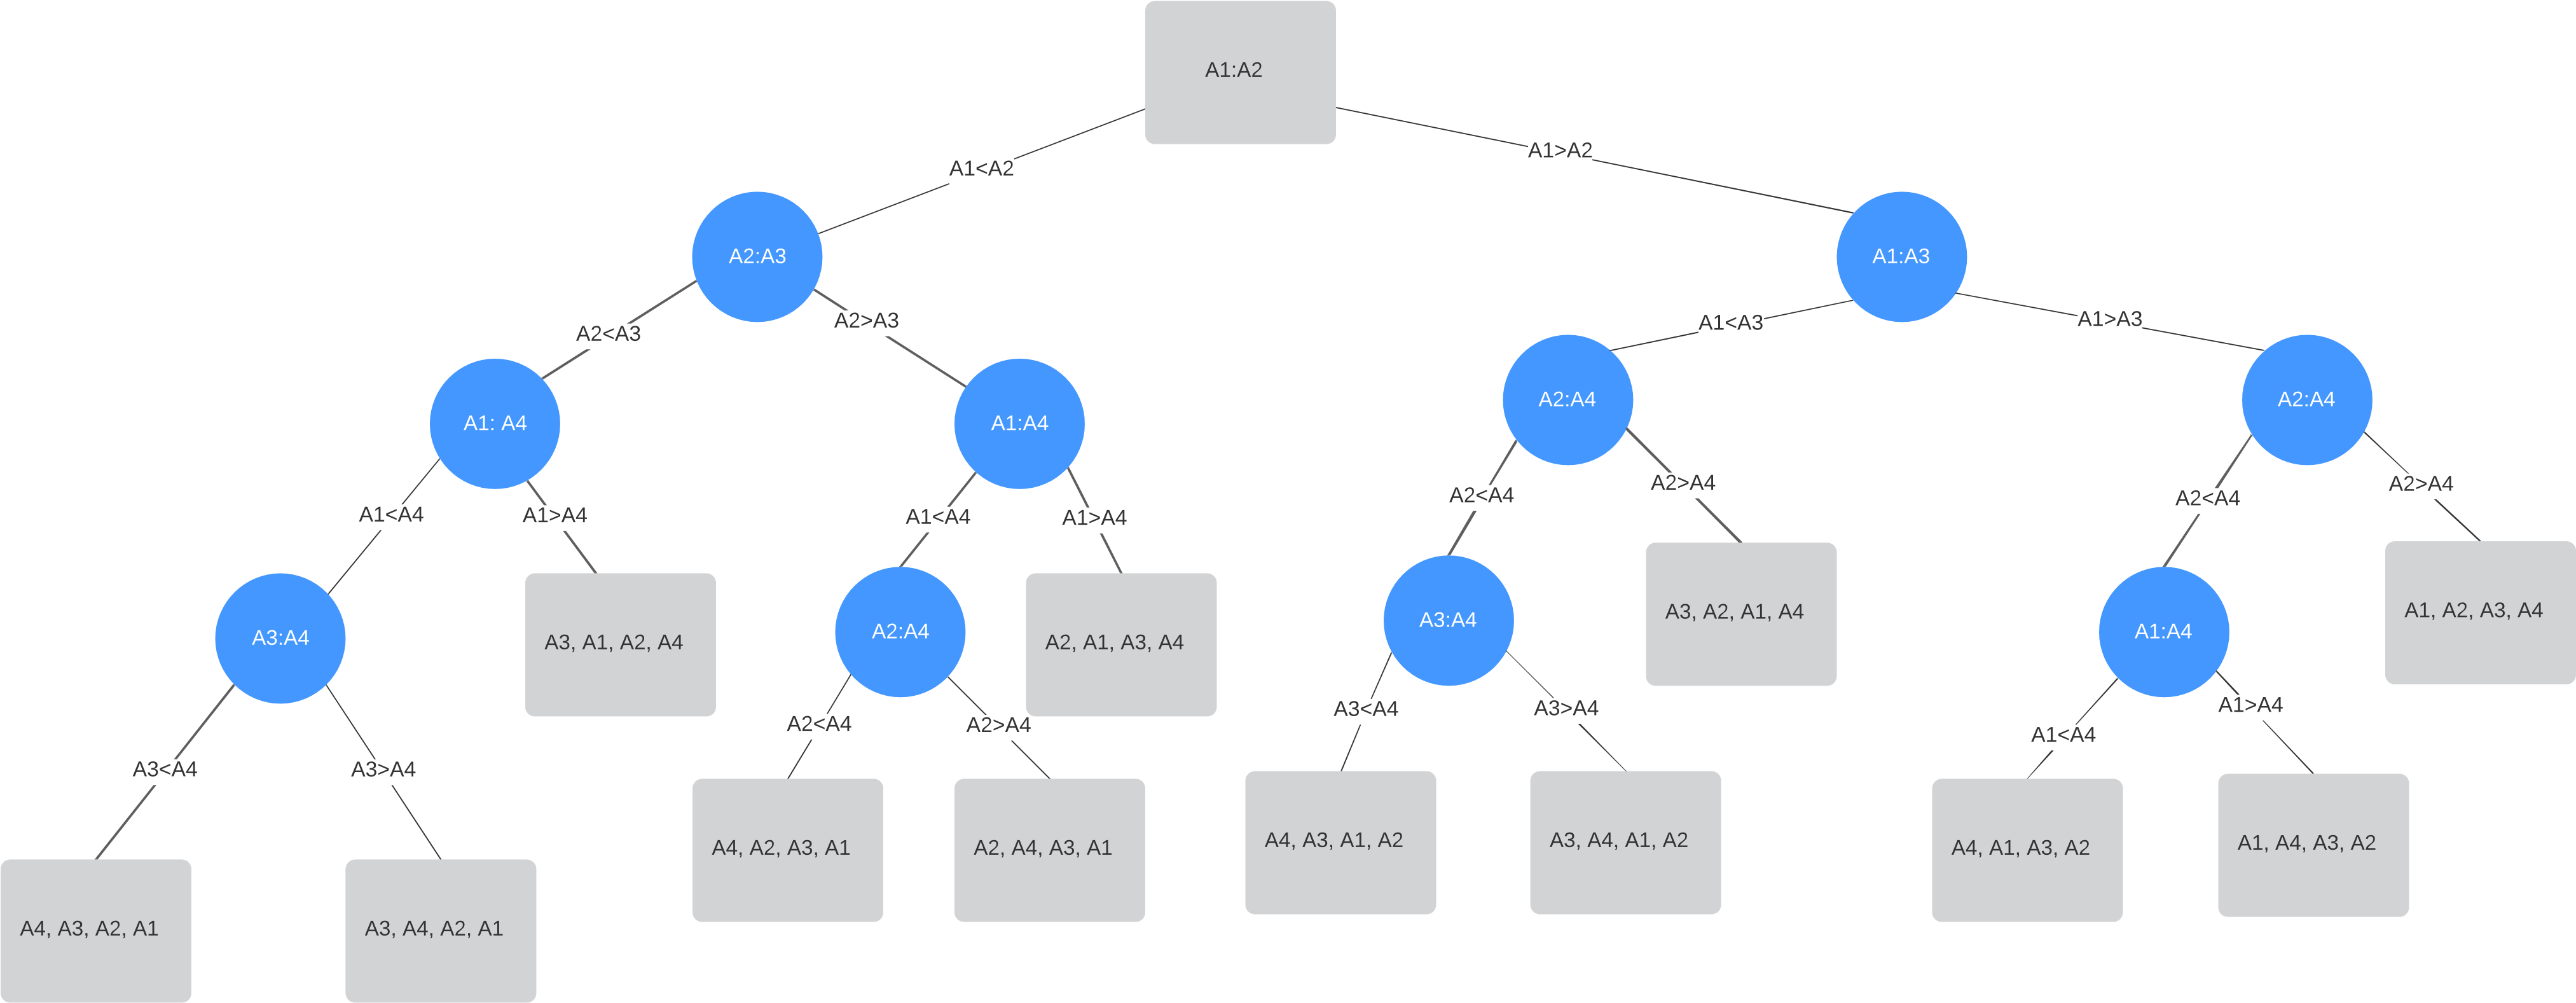 A1:A2
A1<A2
A1>A2
A2:A3
A1:A3
A2<A3
A2>A3
A1<A3
A1>A3
A1: A4
A1:A4
A2:A4
A2:A4
A1<A4
A1>A4
A1<A4
A1>A4
A2<A4
A2>A4
A2<A4
A2>A4
A3:A4
A3, A1, A2, A4
A2:A4
A2, A1, A3, A4
A3:A4
A3, A2, A1, A4
A1:A4
A1, A2, A3, A4
A3<A4
A3>A4
A2<A4
A2>A4
A3<A4
A3>A4
A1<A4
A1>A4
A4, A3, A2, A1
A3, A4, A2, A1
A4, A2, A3, A1
A2, A4, A3, A1
A4, A3, A1, A2
A3, A4, A1, A2
A4, A1, A3, A2
A1, A4, A3, A2